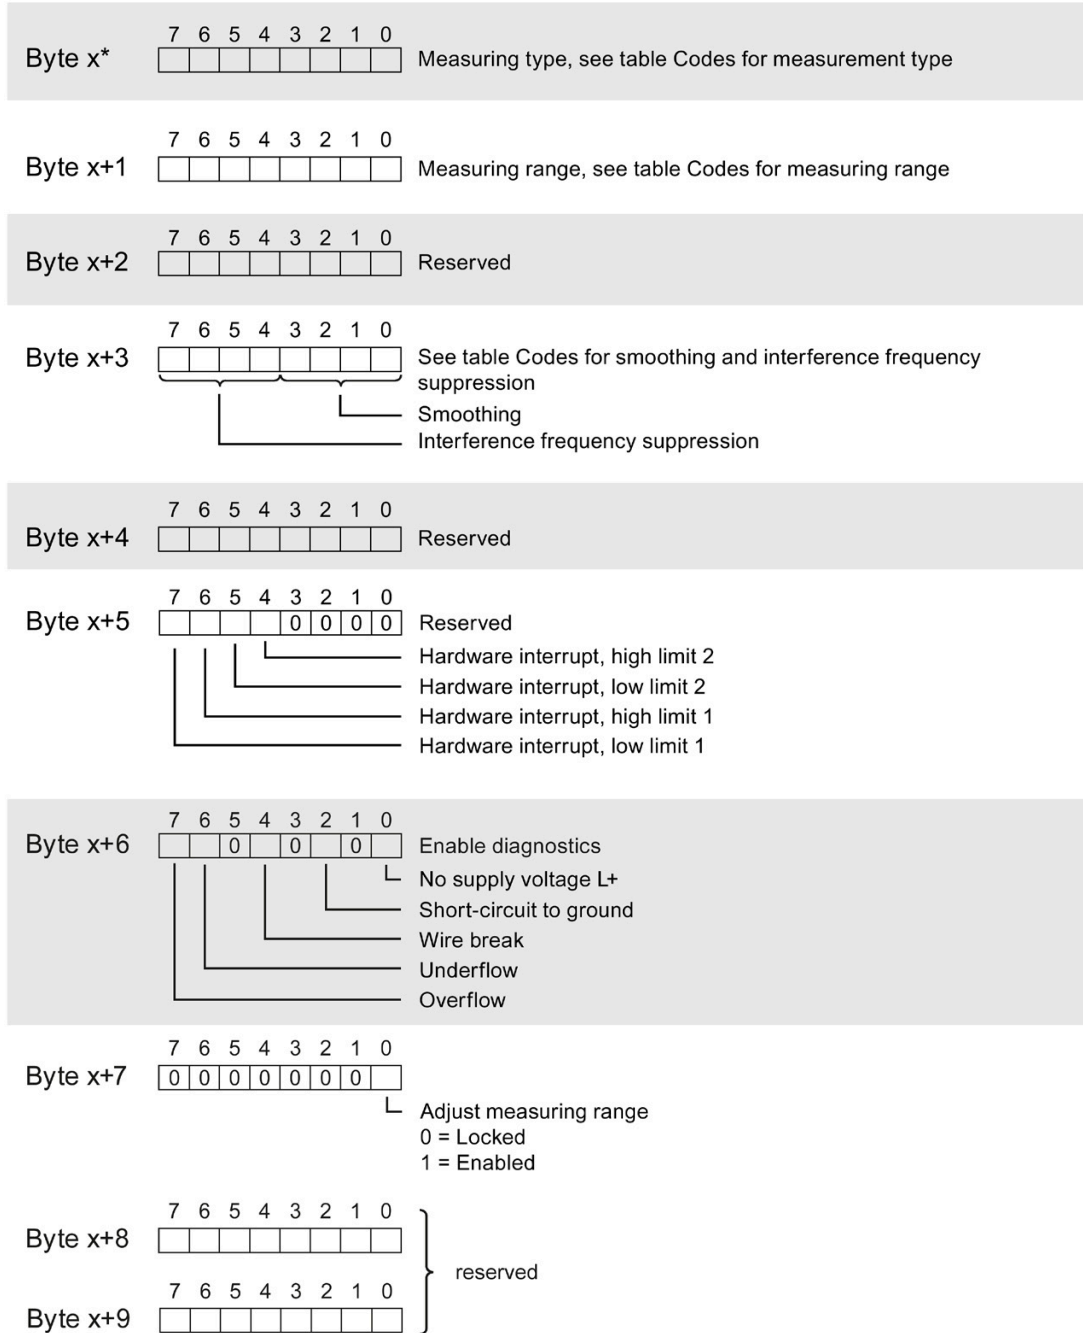 7 6 5 4 3 2 1 0
Byte x* Measuring type, see table Codes for measurement type
7 6 5 4 3 2 1 0
Byte x+1 Measuring range, see table Codes for measuring range
7 6 5 4 3 2 1 0
Byte x+2 Reserved
7 6 5 4 3 2 1 0
Byte x+3 See table Codes for smoothing and interference frequency
suppression
Smoothing
Interference frequency suppression
7 6 5 4 3 2 1 0
Byte x+4 Reserved
7 6 5 4 3 2 1 0
Byte x+5 0 0 0 0 Reserved
Hardware interrupt, high limit 2
Hardware interrupt, low limit 2
Hardware interrupt, high limit 1
Hardware interrupt, low limit 1
7 6 5 4 3 2 1 0
Byte x+6 0 0 0 Enable diagnostics
No supply voltage L+
Short-circuit to ground
Wire break
Underflow
Overflow
7 6 5 4 3 2 1 0
Byte x+7 0 0 0 0 0 0 0
Adjust measuring range
0 = Locked
1 = Enabled
7 6 5 4 3 2 1 0
Byte x+8
reserved
7 6 5 4 3 2 1 0
Byte x+9